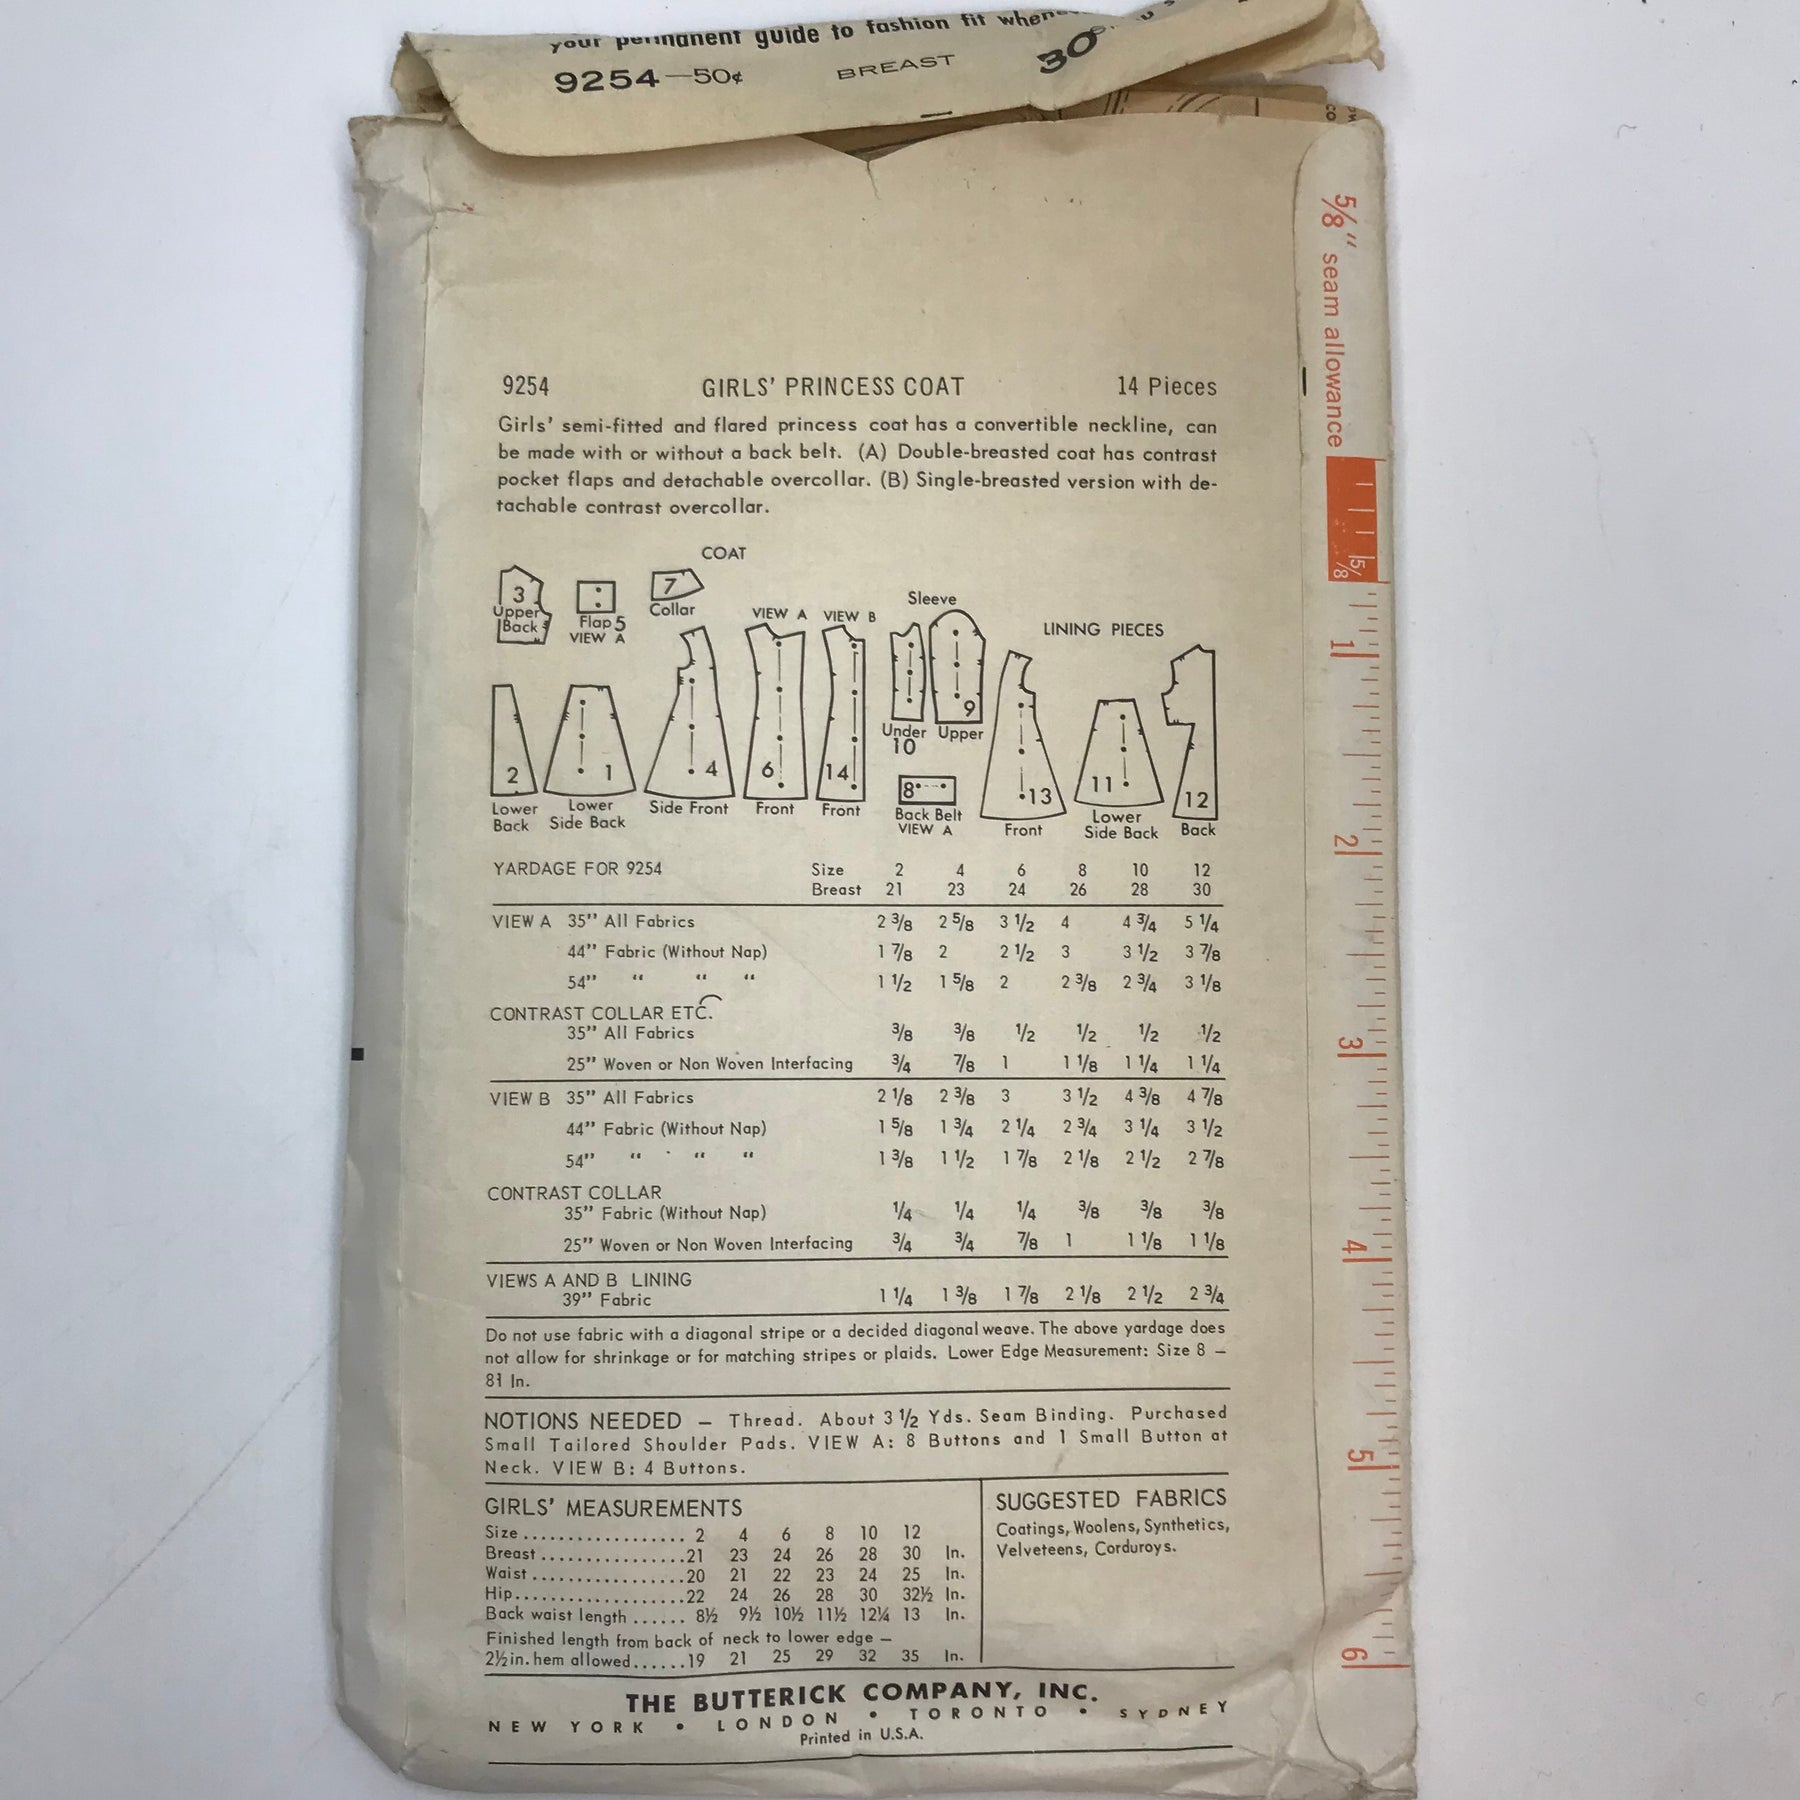 your permanent guide to fashion fit
9254—50¢ BREAST 30
5/8" seam allowance
9254 GIRLS' PRINCESS COAT 14 Pieces
Girls' semi-fitted and flared princess coat has a convertible neckline, can
be made with or without a back belt. (A) Double-breasted coat has contrast
pocket flaps and detachable overcollar. (B) Single-breasted version with de-
tachable contrast overcollar.
COAT
3 Upper Back
Flap 5
VIEW A
7
Collar
VIEW A VIEW B
Sleeve
LINING PIECES
2 1 4 6 14
Under 10
9 Upper
8
Back Belt
VIEW A
13 11 12
Lower Back
Lower Side Back
Side Front
Front
Front
Front
Lower Side Back
Back
YARDAGE FOR 9254 Size 2 4 6 8 10 12
Breast 21 23 24 26 28 30
VIEW A 35" All Fabrics 2 3/8 2 5/8 3 1/2 4 4 3/4 5 1/4
44" Fabric (Without Nap) 1 7/8 2 2 1/2 3 3 1/2 3 7/8
54" " " " 1 1/2 1 5/8 2 2 3/8 2 3/4 3 1/8
CONTRAST COLLAR ETC.
35" All Fabrics 3/8 3/8 1/2 1/2 1/2 1/2
25" Woven or Non Woven Interfacing 3/4 7/8 1 1 1/8 1 1/4 1 1/4
VIEW B 35" All Fabrics 2 1/8 2 3/8 3 3 1/2 4 3/8 4 7/8
44" Fabric (Without Nap) 1 5/8 1 3/4 2 1/4 2 3/4 3 1/4 3 1/2
54" " " " 1 3/8 1 1/2 1 7/8 2 1/8 2 1/2 2 7/8
CONTRAST COLLAR
35" Fabric (Without Nap) 1/4 1/4 1/4 3/8 3/8 3/8
25" Woven or Non Woven Interfacing 3/4 3/4 7/8 1 1 1/8 1 1/8
VIEWS A AND B LINING
39" Fabric 1 1/4 1 3/8 1 7/8 2 1/8 2 1/2 2 3/4
Do not use fabric with a diagonal stripe or a decided diagonal weave. The above yardage does
not allow for shrinkage or for matching stripes or plaids. Lower Edge Measurement: Size 8 —
In.
NOTIONS NEEDED — Thread. About 3 1/2 Yds. Seam Binding. Purchased
Small Tailored Shoulder Pads. VIEW A: 8 Buttons and 1 Small Button at
Neck. VIEW B: 4 Buttons.
GIRLS' MEASUREMENTS
Size................... 2 4 6 8 10 12
Breast................21 23 24 26 28 30 In.
Waist.................20 21 22 23 24 25 In.
Hip...................22 24 26 28 30 32½ In.
Back waist length...... 8½ 9½ 10½ 11½ 12¼ 13 In.
Finished length from back of neck to lower edge —
2½in. hem allowed......19 21 25 29 32 35 In.
SUGGESTED FABRICS
Coatings, Woolens, Synthetics,
Velveteens, Corduroys.
THE BUTTERICK COMPANY, INC.
NEW YORK • LONDON • TORONTO • SYDNEY
Printed in U.S.A.
5/8
1
2
3
4
5
6